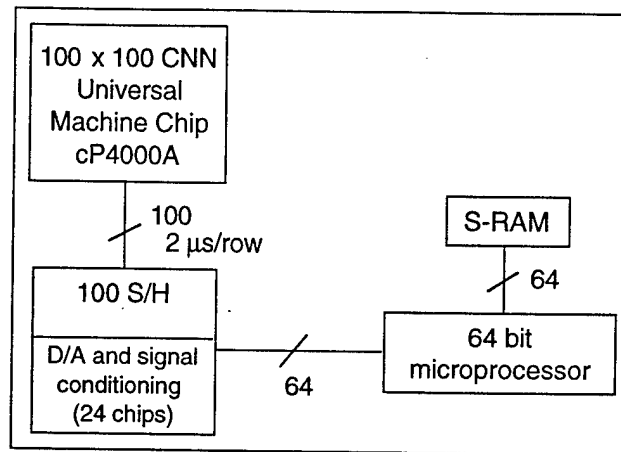 100 x 100 CNN
Universal
Machine Chip
cP4000A
100
2 µs/row
S-RAM
64
100 S/H
D/A and signal
conditioning
(24 chips)
64
64 bit
microprocessor